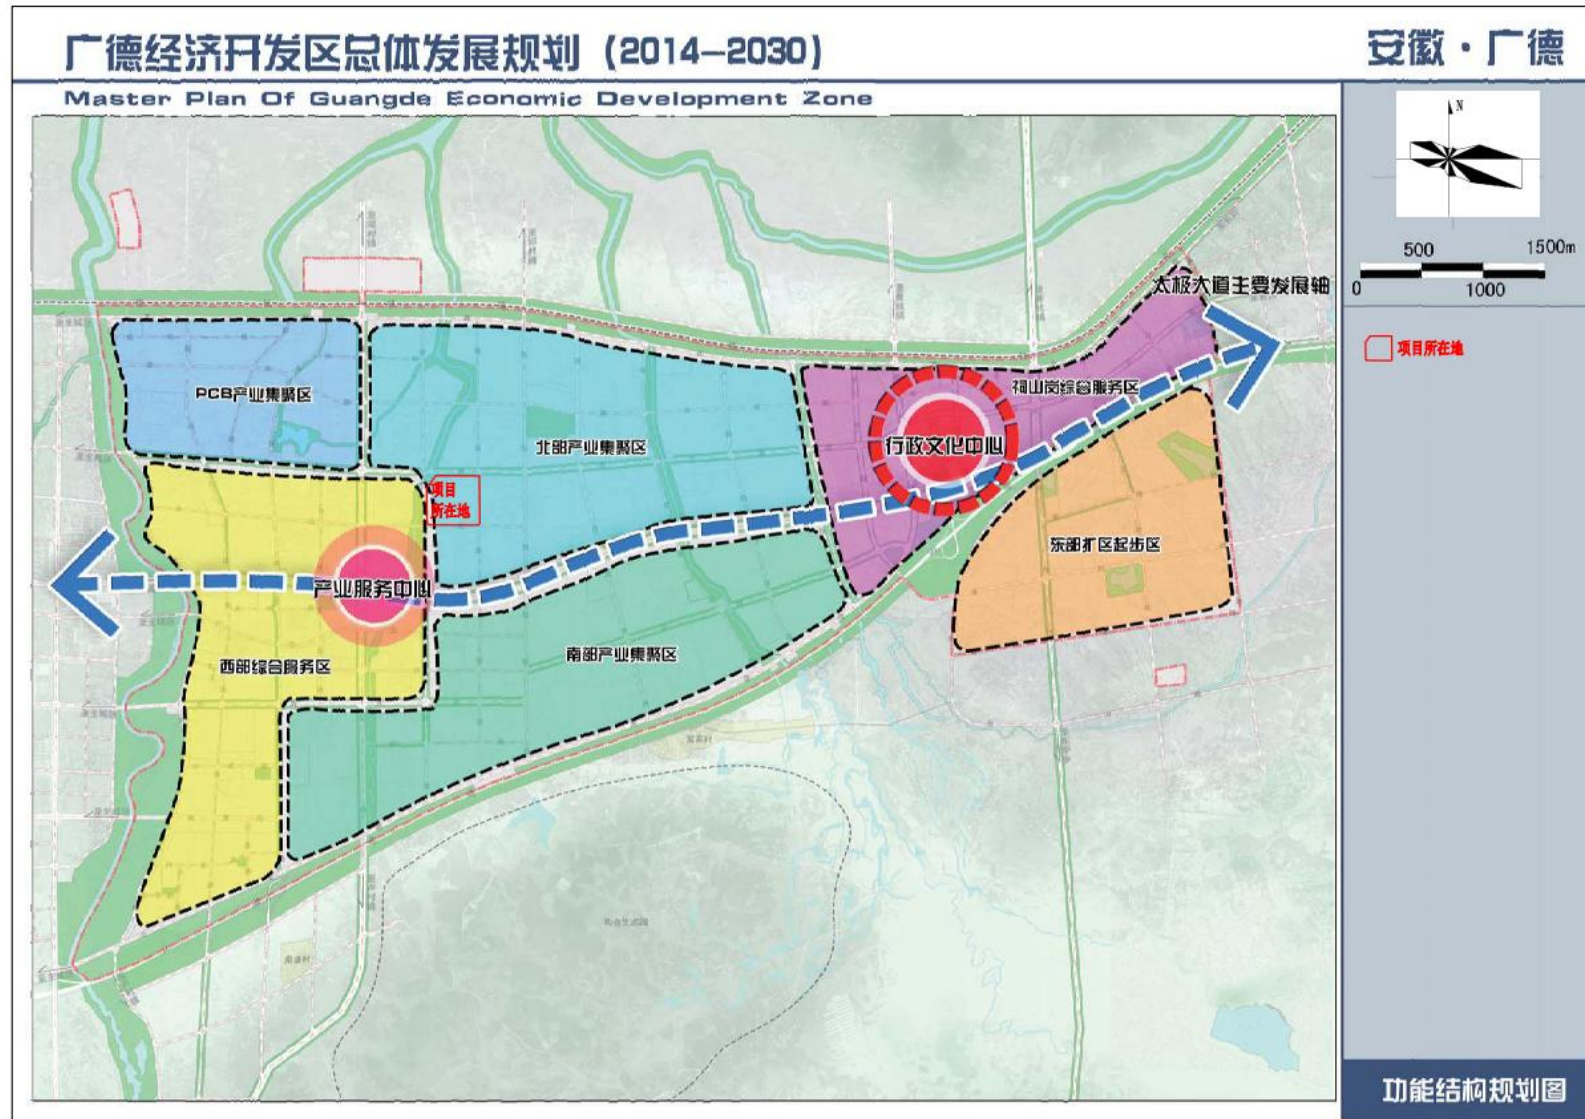 广德经济开发区总体发展规划（2014—2030）
安徽·广德
Master Plan Of Guangde Economic Development Zone
N
500
1500m
0
1000
太极大道主要发展轴
项目所在地
PCB产业集聚区
祠山岗综合服务区
北部产业集聚区
行政文化中心
项目
所在地
东部扩区起步区
产业服务中心
西部综合服务区
南部产业集聚区
功能结构规划图